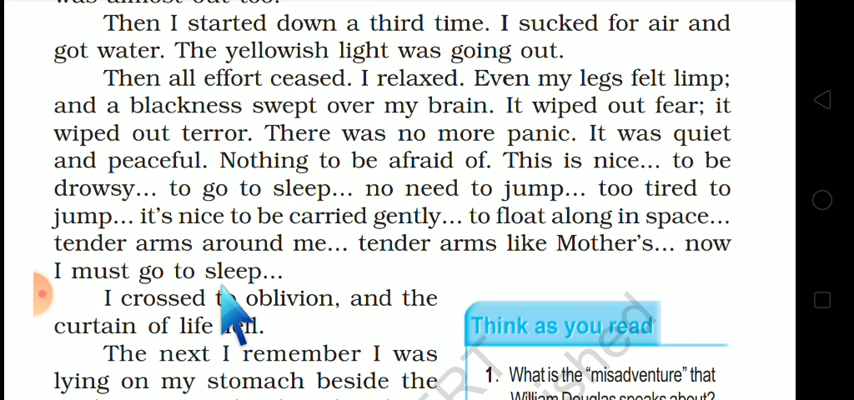 Then I started down a third time. I sucked for air and
got water. The yellowish light was going out.
Then all effort ceased. I relaxed. Even my legs felt limp;
and a blackness swept over my brain. It wiped out fear; it
wiped out terror. There was no more panic. It was quiet
and peaceful. Nothing to be afraid of. This is nice... to be
drowsy... to go to sleep... no need to jump... too tired to
jump... it's nice to be carried gently... to float along in space...
tender arms around me... tender arms like Mother's... now
I must go to sleep...
I crossed to oblivion, and the
curtain of life fell.
The next I remember I was
lying on my stomach beside the
Think as you read
1. What is the "misadventure" that
William Douglas speaks about?